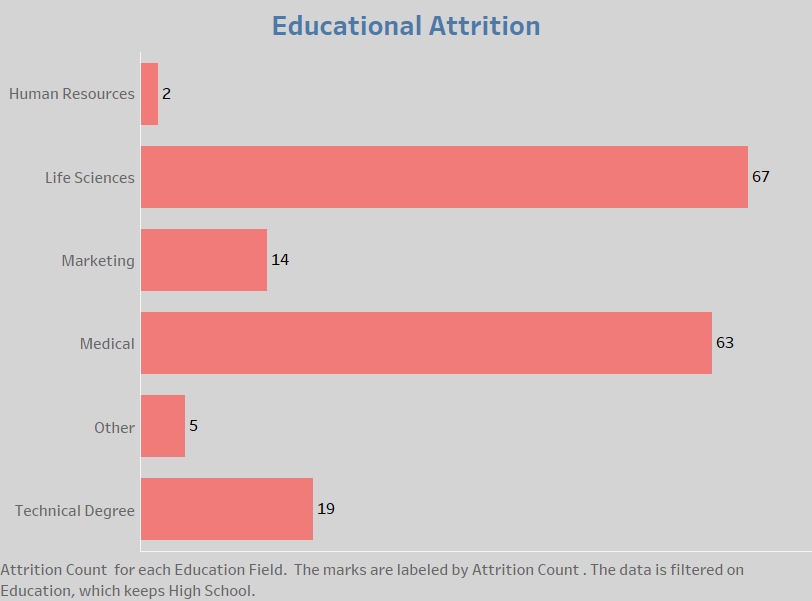 Educational Attrition
Human Resources 2
Life Sciences 67
Marketing 14
Medical 63
Other 5
Technical Degree 19
Attrition Count  for each Education Field.  The marks are labeled by Attrition Count . The data is filtered on
Education, which keeps High School.